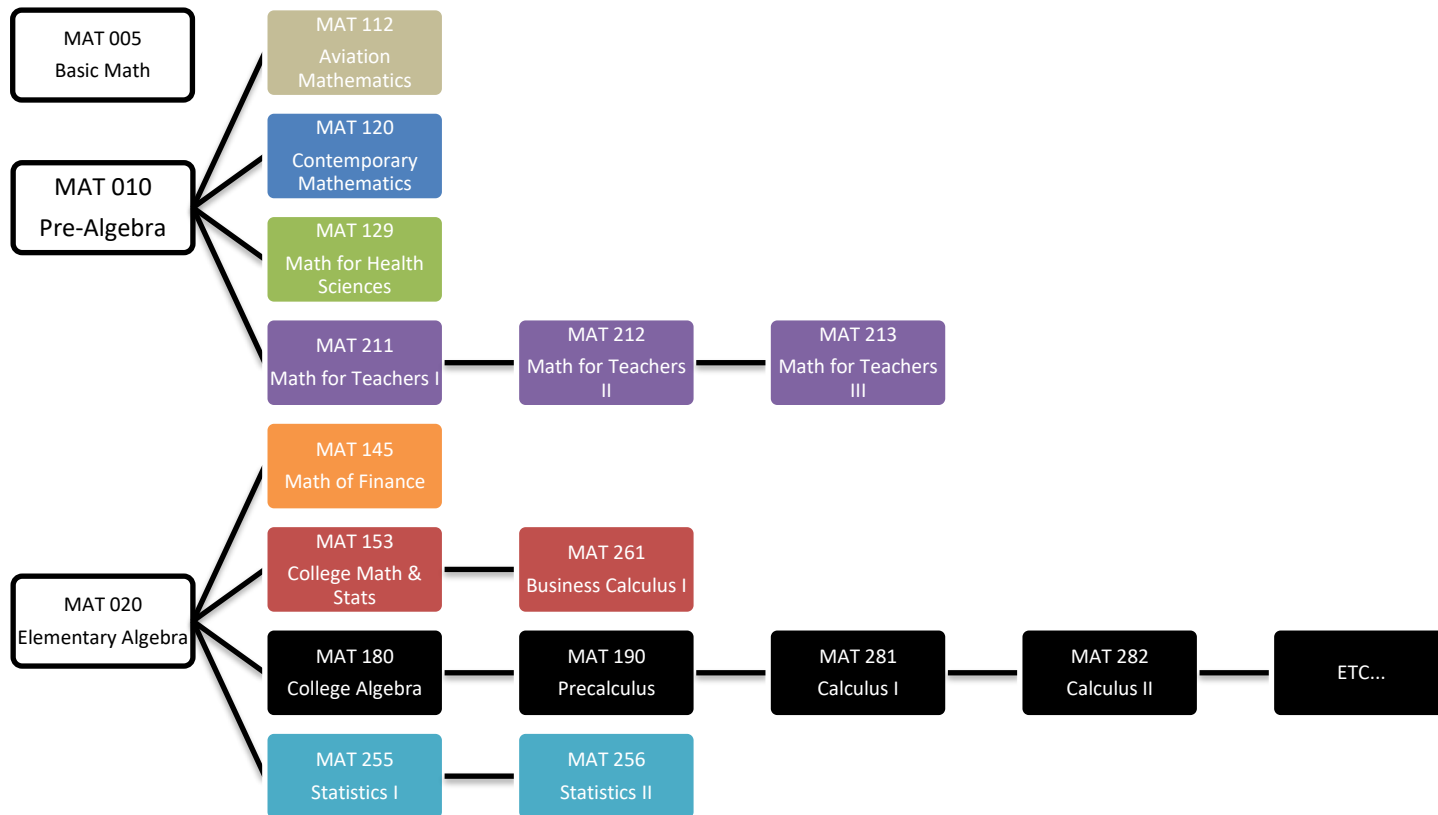 MAT 005
Basic Math
MAT 010
Pre-Algebra
MAT 112
Aviation
Mathematics
MAT 120
Contemporary
Mathematics
MAT 129
Math for Health
Sciences
MAT 211
Math for Teachers I
MAT 212
Math for Teachers
II
MAT 213
Math for Teachers
III
MAT 020
Elementary Algebra
MAT 145
Math of Finance
MAT 153
College Math &
Stats
MAT 261
Business Calculus I
MAT 180
College Algebra
MAT 190
Precalculus
MAT 281
Calculus I
MAT 282
Calculus II
ETC...
MAT 255
Statistics I
MAT 256
Statistics II